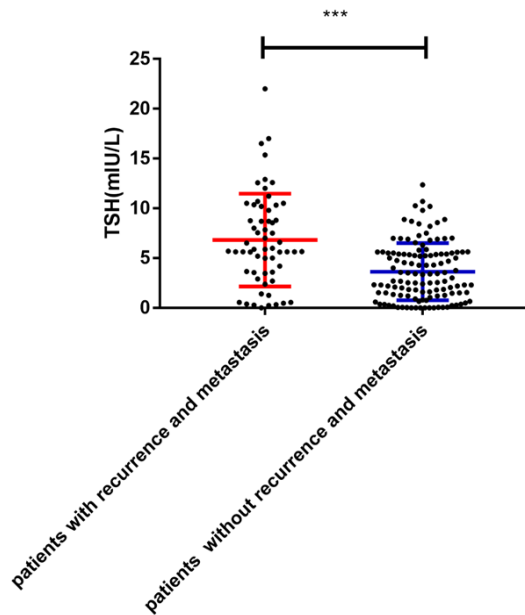 ***
25
20
15
10
5
0
TSH(mIU/L)
patients with recurrence and metastasis
patients  without recurrence and metastasis